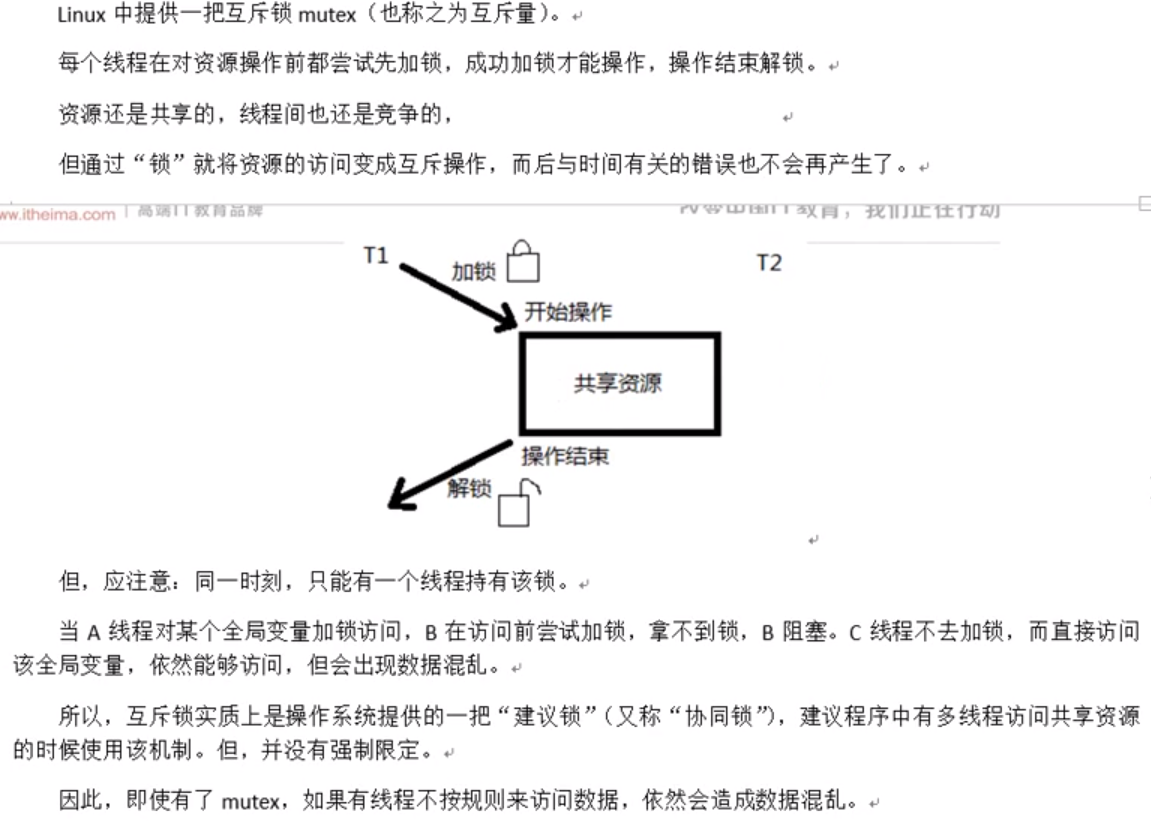 Linux 中提供一把互斥锁 mutex（也称之为互斥量）。
每个线程在对资源操作前都尝试先加锁，成功加锁才能操作，操作结束解锁。
资源还是共享的，线程间也还是竞争的，
但通过“锁”就将资源的访问变成互斥操作，而后与时间有关的错误也不会再产生了。
ww.itheima.com | 高端IT教育品牌 改变中国IT教育，我们正在行动
T1
加锁
T2
开始操作
共享资源
操作结束
解锁
但，应注意：同一时刻，只能有一个线程持有该锁。
当 A 线程对某个全局变量加锁访问，B 在访问前尝试加锁，拿不到锁，B 阻塞。C 线程不去加锁，而直接访问
该全局变量，依然能够访问，但会出现数据混乱。
所以，互斥锁实质上是操作系统提供的一把“建议锁”（又称“协同锁”），建议程序中有多线程访问共享资源
的时候使用该机制。但，并没有强制限定。
因此，即使有了 mutex，如果有线程不按规则来访问数据，依然会造成数据混乱。